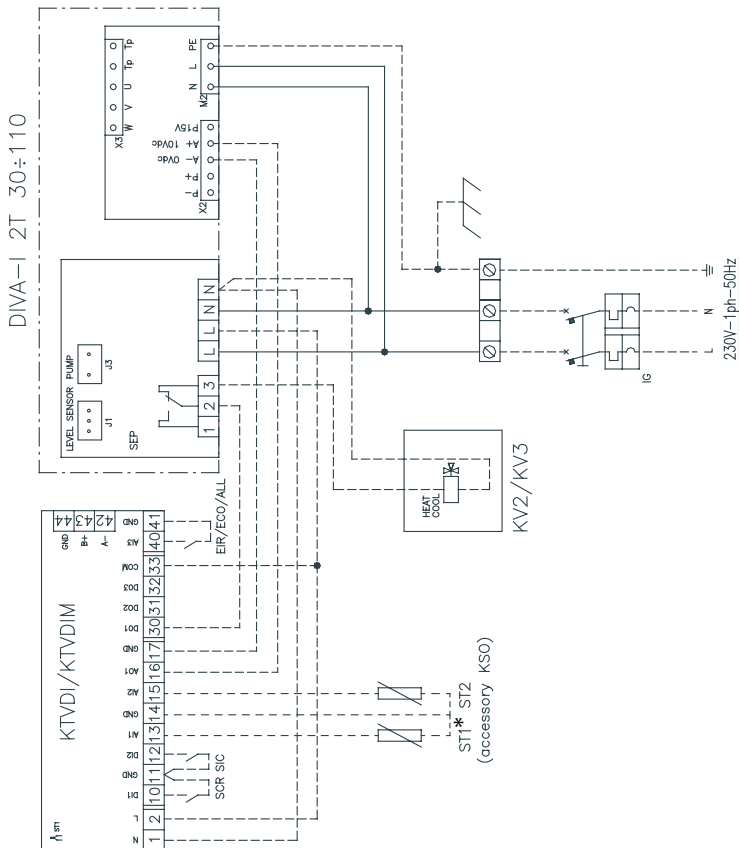 DIVA-I 2T 30÷110
X3
W
V
U
Tp
Tp
M2
N
L
PE
X2
P-
P+
A- 0Vdc
A+ 10Vdc
P15V
LEVEL SENSOR
PUMP
J1
J3
SEP
1 2 3
L L N N
KTVDI/KTVDIM
ST1
44 43 42
GND
B+
A-
N L DI1 GND DI2 AI1 GND AI2 AO1 GND DO1 DO2 DO3 COM AI3 GND
1 2 10 11 12 13 14 15 16 17 30 31 32 33 40 41
SCR SIC
EIR/ECO/ALL
ST1* ST2
(accessory KSO)
HEAT
COOL
KV2/KV3
IG
L
N
230V-1ph-50Hz